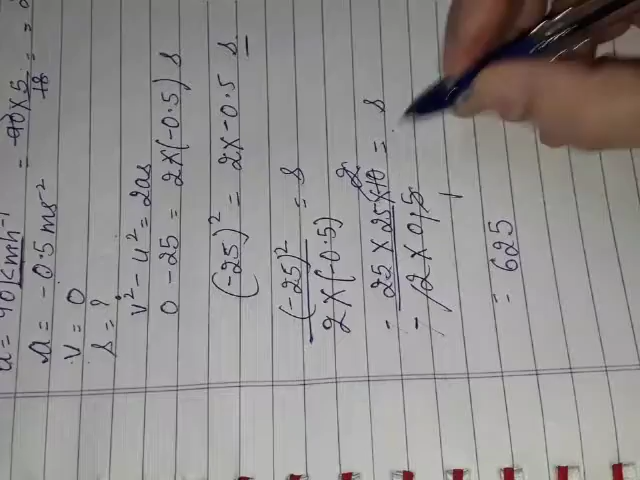 u = 90 kmh⁻¹ = 90 × 5/18 =
a = -0.5 ms⁻²
v = 0
s = ?
v² - u² = 2as
0 - 25 = 2×(-0.5) s
(-25)² = 2×-0.5 s
-(-25)² / 2×(-0.5) = s
= - 25 × 25 × 10 / - 2 × 0.5 = s
= 625